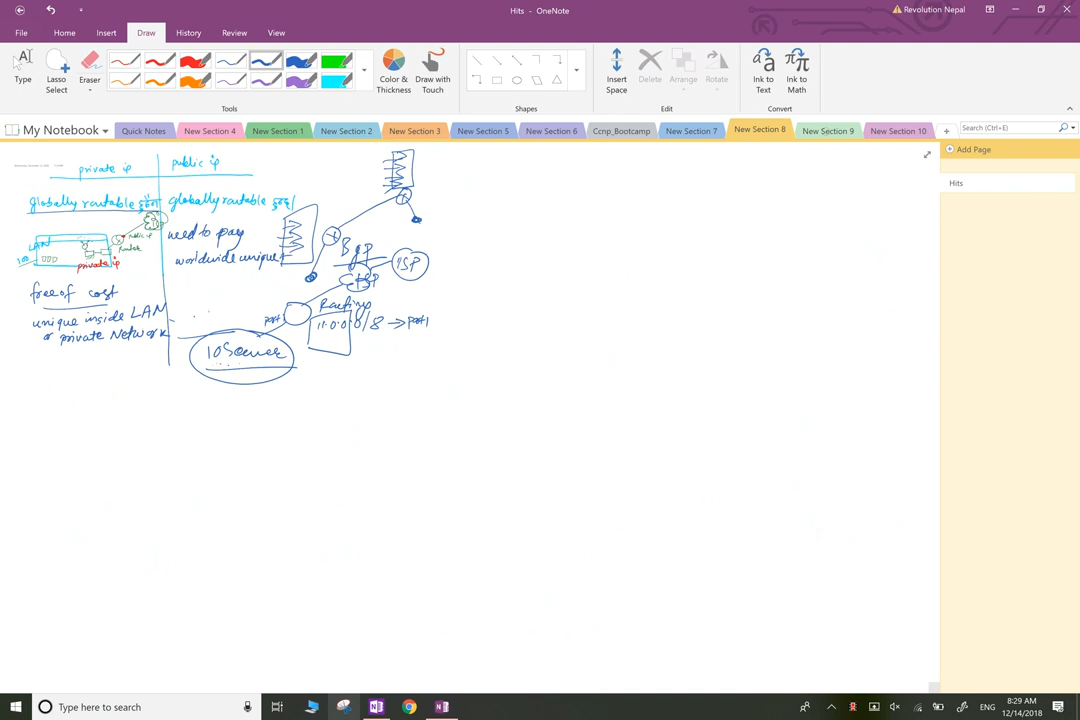 Hits - OneNote
Revolution Nepal
File
Home
Insert
Draw
History
Review
View
Type
Lasso Select
Eraser
Color & Thickness
Draw with Touch
Insert Space
Delete
Arrange
Rotate
Ink to Text
Ink to Math
Tools
Shapes
Edit
Convert
My Notebook
Quick Notes
New Section 4
New Section 1
New Section 2
New Section 3
New Section 5
New Section 6
Ccnp_Bootcamp
New Section 7
New Section 8
New Section 9
New Section 10
Search (Ctrl+E)
Add Page
Hits
private ip
public ip
globally routable
globally routable
LAN
public ip
router
100
private ip
need to pay
worldwide unique
free of cost
unique inside LAN
or private Network
BGP
ISP
ISP
Routing
port1
11.0.0.0/8 → port1
10 Server
Type here to search
ENG
8:29 AM
12/14/2018